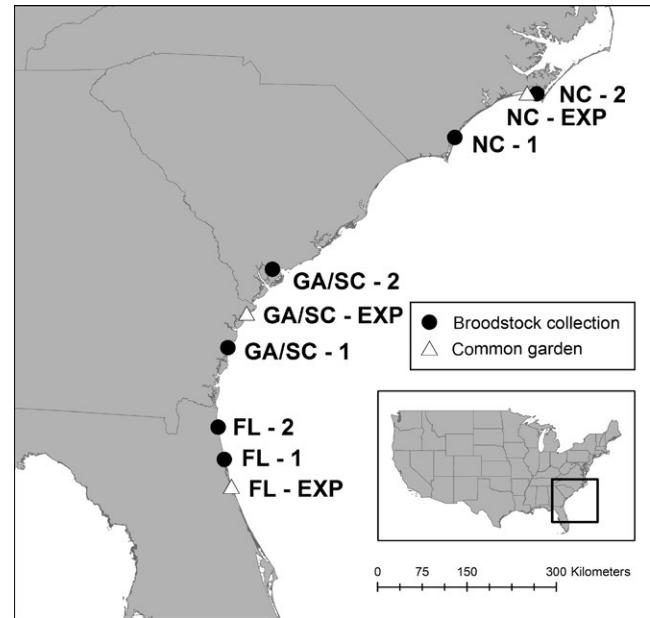 NC - 2
NC - EXP
NC - 1
GA/SC - 2
GA/SC - EXP
GA/SC - 1
FL - 2
FL - 1
FL - EXP
Broodstock collection
Common garden
0 75 150 300 Kilometers